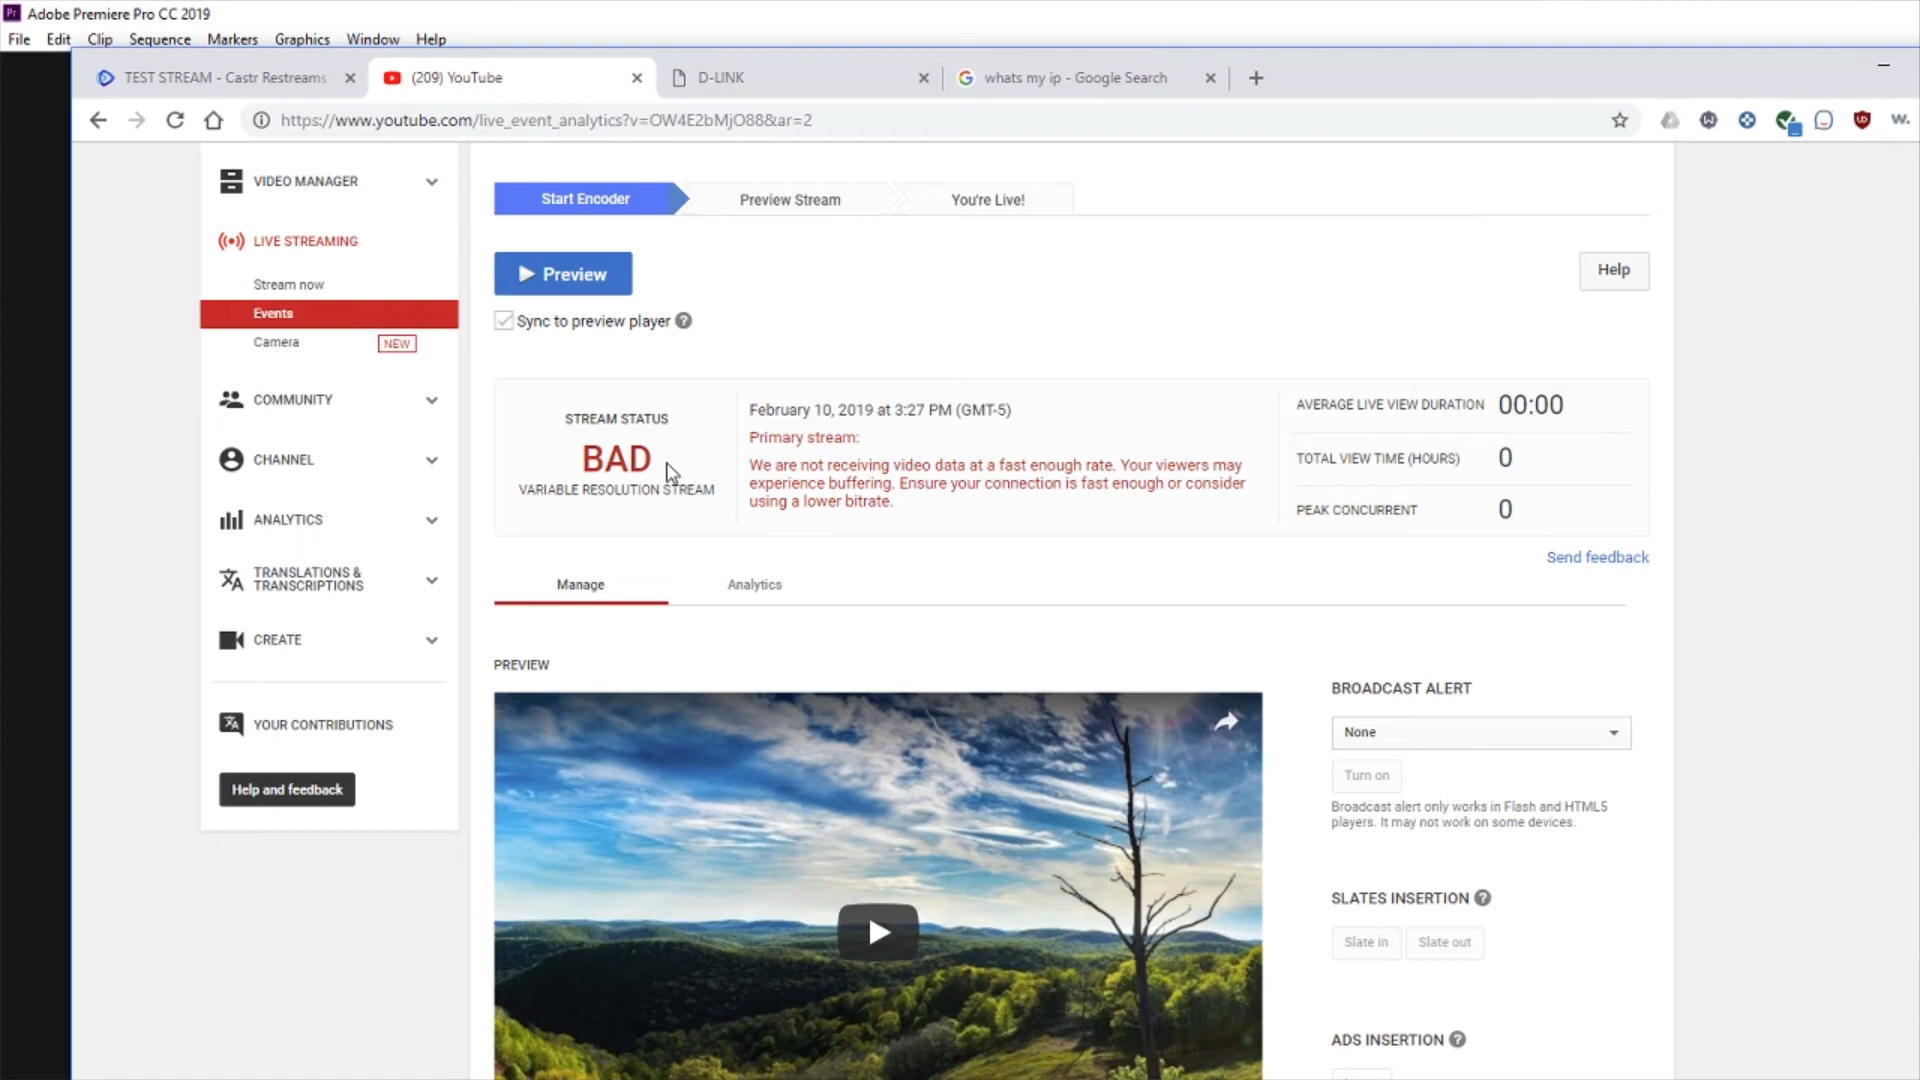 Pr Adobe Premiere Pro CC 2019
File Edit Clip Sequence Markers Graphics Window Help
TEST STREAM - Castr Restreams
(209) YouTube
D-LINK
whats my ip - Google Search
https://www.youtube.com/live_event_analytics?v=OW4E2bMjO88&ar=2
W.
VIDEO MANAGER
LIVE STREAMING
Stream now
Events
Camera NEW
COMMUNITY
CHANNEL
ANALYTICS
TRANSLATIONS &
TRANSCRIPTIONS
CREATE
YOUR CONTRIBUTIONS
Help and feedback
Start Encoder
Preview Stream
You're Live!
Preview
Help
Sync to preview player ?
STREAM STATUS
BAD
VARIABLE RESOLUTION STREAM
February 10, 2019 at 3:27 PM (GMT-5)
Primary stream:
We are not receiving video data at a fast enough rate. Your viewers may
experience buffering. Ensure your connection is fast enough or consider
using a lower bitrate.
AVERAGE LIVE VIEW DURATION 00:00
TOTAL VIEW TIME (HOURS) 0
PEAK CONCURRENT 0
Send feedback
Manage
Analytics
PREVIEW
BROADCAST ALERT
None
Turn on
Broadcast alert only works in Flash and HTML5
players. It may not work on some devices.
SLATES INSERTION ?
Slate in
Slate out
ADS INSERTION ?